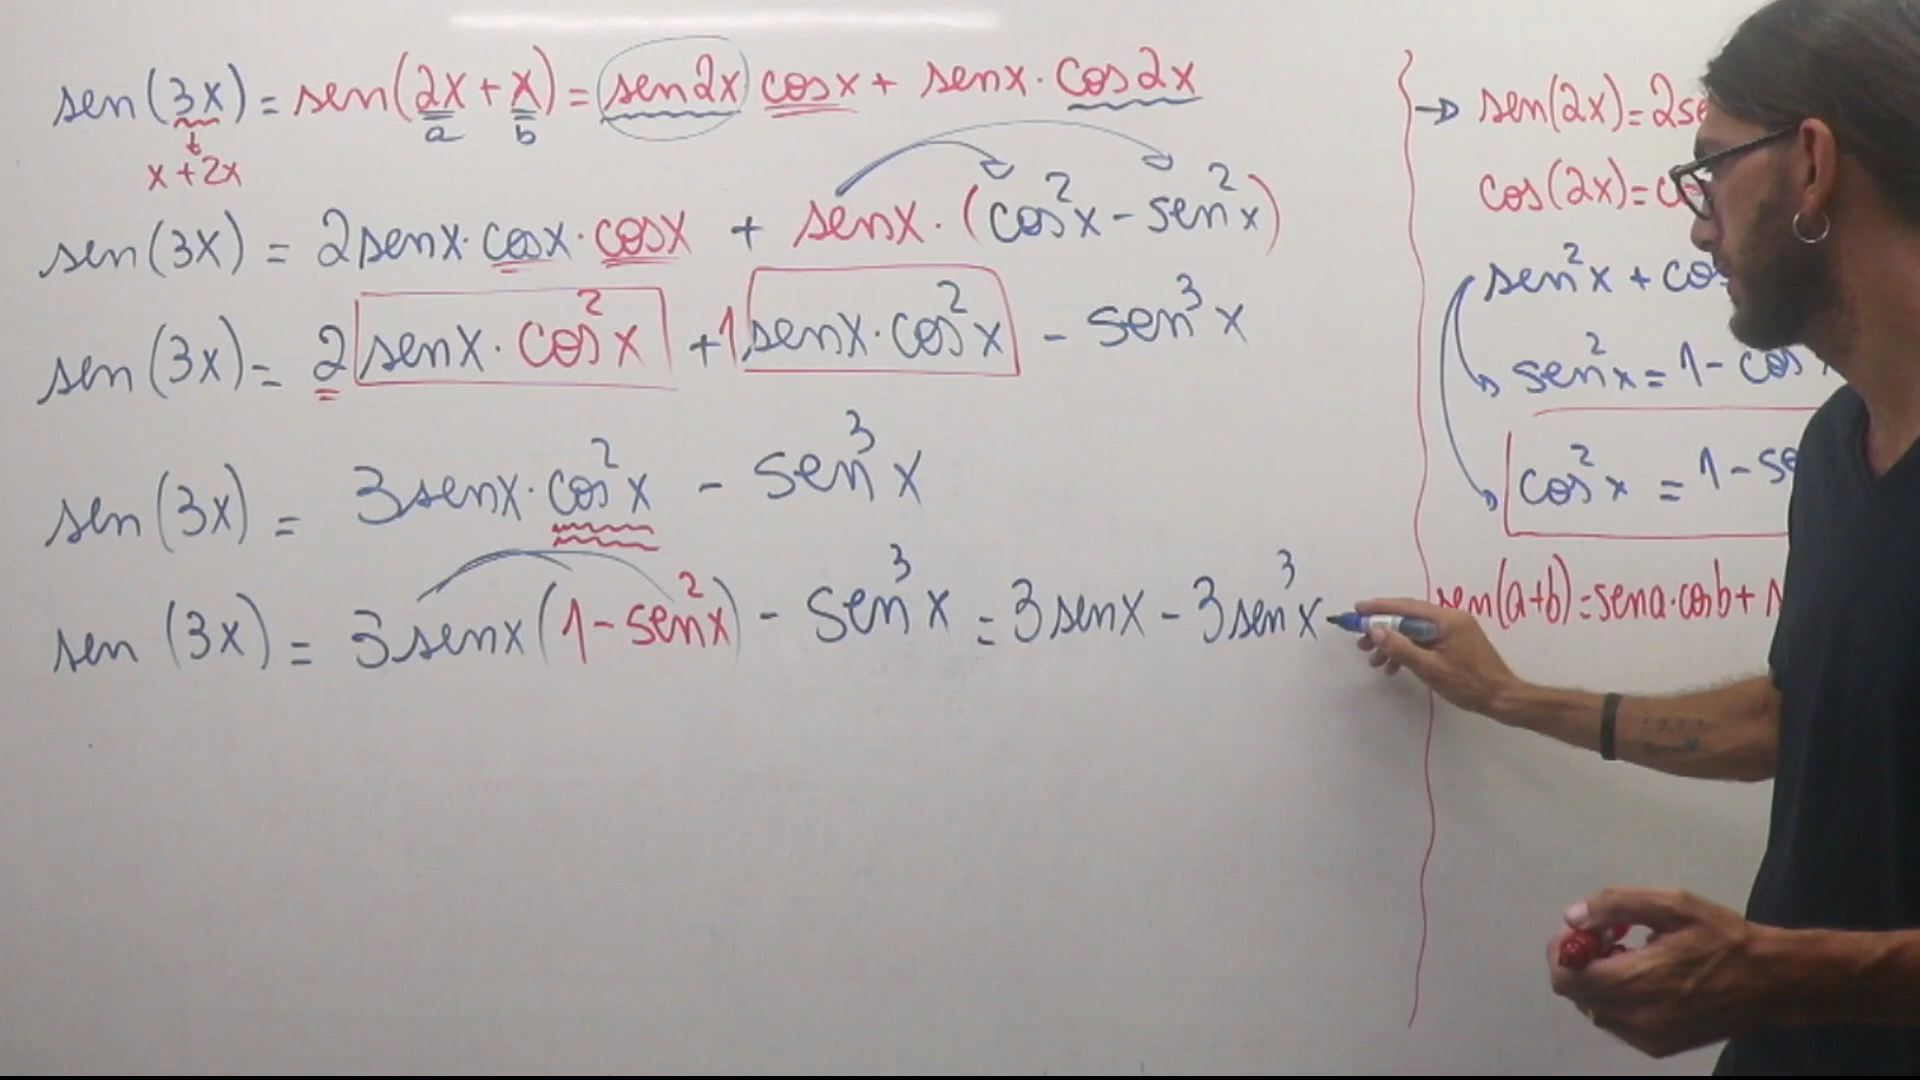 sen(3x) = sen(2x + x) = sen2x cosx + senx · cos2x
a b
x + 2x
sen(3x) = 2senx · cosx · cosx + senx · (cos²x - sen²x)
sen(3x) = 2 senx · cos²x + 1 senx · cos²x - sen³x
sen(3x) = 3senx · cos²x - sen³x
sen(3x) = 3senx(1 - sen²x) - sen³x = 3senx - 3sen³x -
→ sen(2x) = 2se
cos(2x) = c
sen²x + co
sen²x = 1 - cos
cos²x = 1 - se
sen(a+b) = sena · cosb +